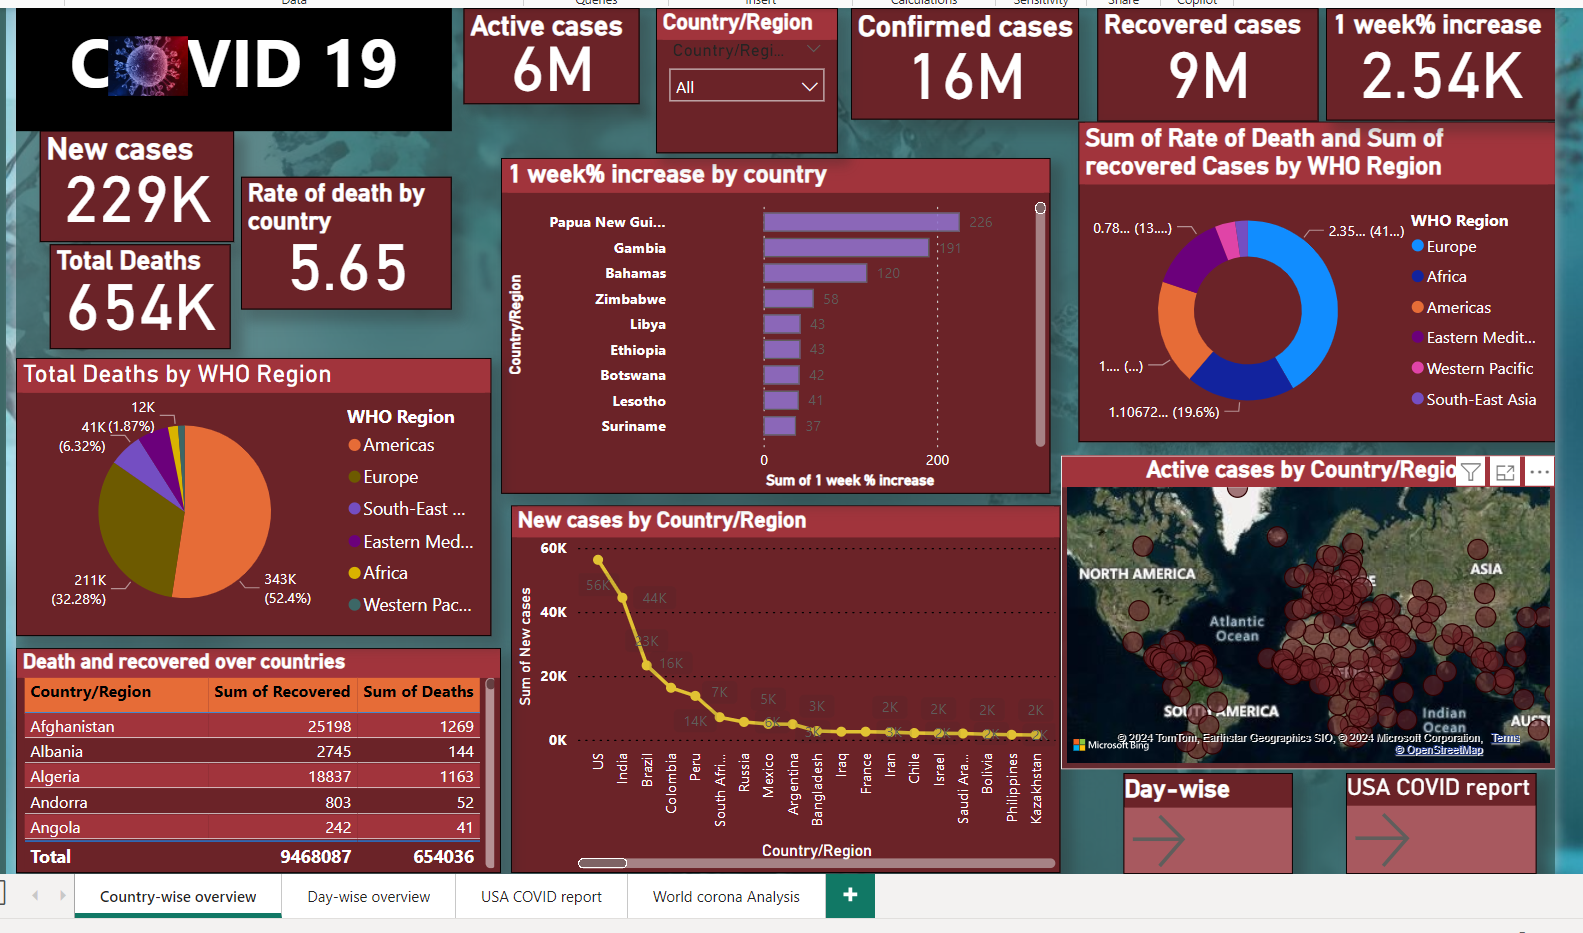 Data
Queries
Insert
Calculations
Sensitivity
Share
Copilot
C VID 19
Active cases
6M
Country/Region
Country/Regi...
All
Confirmed cases
16M
Recovered cases
9M
1 week% increase
2.54K
New cases
229K
Rate of death by
country
5.65
Total Deaths
654K
1 week% increase by country
Country/Region
Papua New Gui...
226
Gambia
191
Bahamas
120
Zimbabwe
58
Libya
43
Ethiopia
43
Botswana
42
Lesotho
41
Suriname
37
0
200
Sum of 1 week % increase
Sum of Rate of Death and Sum of
recovered Cases by WHO Region
0.78... (13....)
2.35... (41...)
1.... (...)
1.10672... (19.6%)
WHO Region
Europe
Africa
Americas
Eastern Medit...
Western Pacific
South-East Asia
Total Deaths by WHO Region
12K
(1.87%)
41K
(6.32%)
211K
(32.28%)
343K
(52.4%)
WHO Region
Americas
Europe
South-East ...
Eastern Med...
Africa
Western Pac...
New cases by Country/Region
Sum of New cases
60K
40K
20K
0K
56K
44K
23K
16K
14K
7K
5K
6K
3K
2K
3K
2K
2K
2K
US
India
Brazil
Colombia
Peru
South Afri...
Russia
Mexico
Argentina
Bangladesh
Iraq
France
Iran
Chile
Israel
Saudi Ara...
Bolivia
Philippines
Kazakhstan
Country/Region
Active cases by Country/Regio
NORTH AMERICA
ASIA
Atlantic
Ocean
SOUTH AMERICA
Indian
Ocean
AUST
Microsoft Bing
© 2024 TomTom, Earthstar Geographics SIO, © 2024 Microsoft Corporation, Terms
© OpenStreetMap
Death and recovered over countries
Country/Region Sum of Recovered Sum of Deaths
Afghanistan 25198 1269
Albania 2745 144
Algeria 18837 1163
Andorra 803 52
Angola 242 41
Total 9468087 654036
Day-wise
USA COVID report
Country-wise overview
Day-wise overview
USA COVID report
World corona Analysis